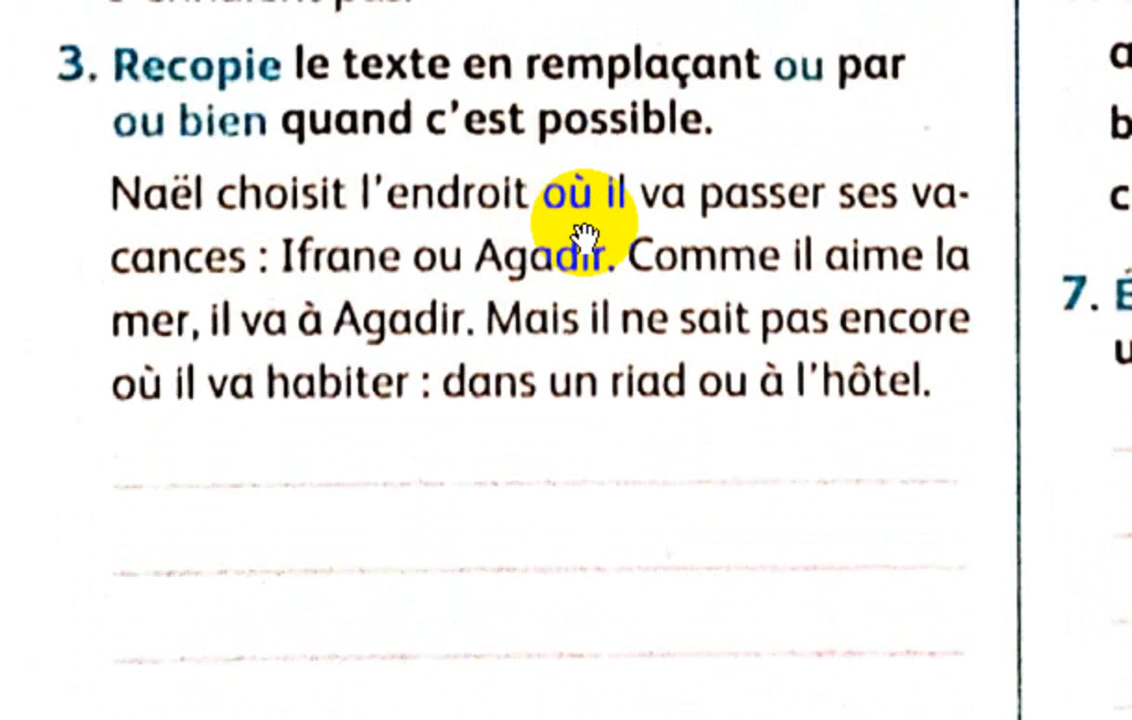 3. Recopie le texte en remplaçant ou par
ou bien quand c'est possible.
Naël choisit l'endroit où il va passer ses va-
cances : Ifrane ou Agadir. Comme il aime la
mer, il va à Agadir. Mais il ne sait pas encore
où il va habiter : dans un riad ou à l'hôtel.
a
b
c
7. É